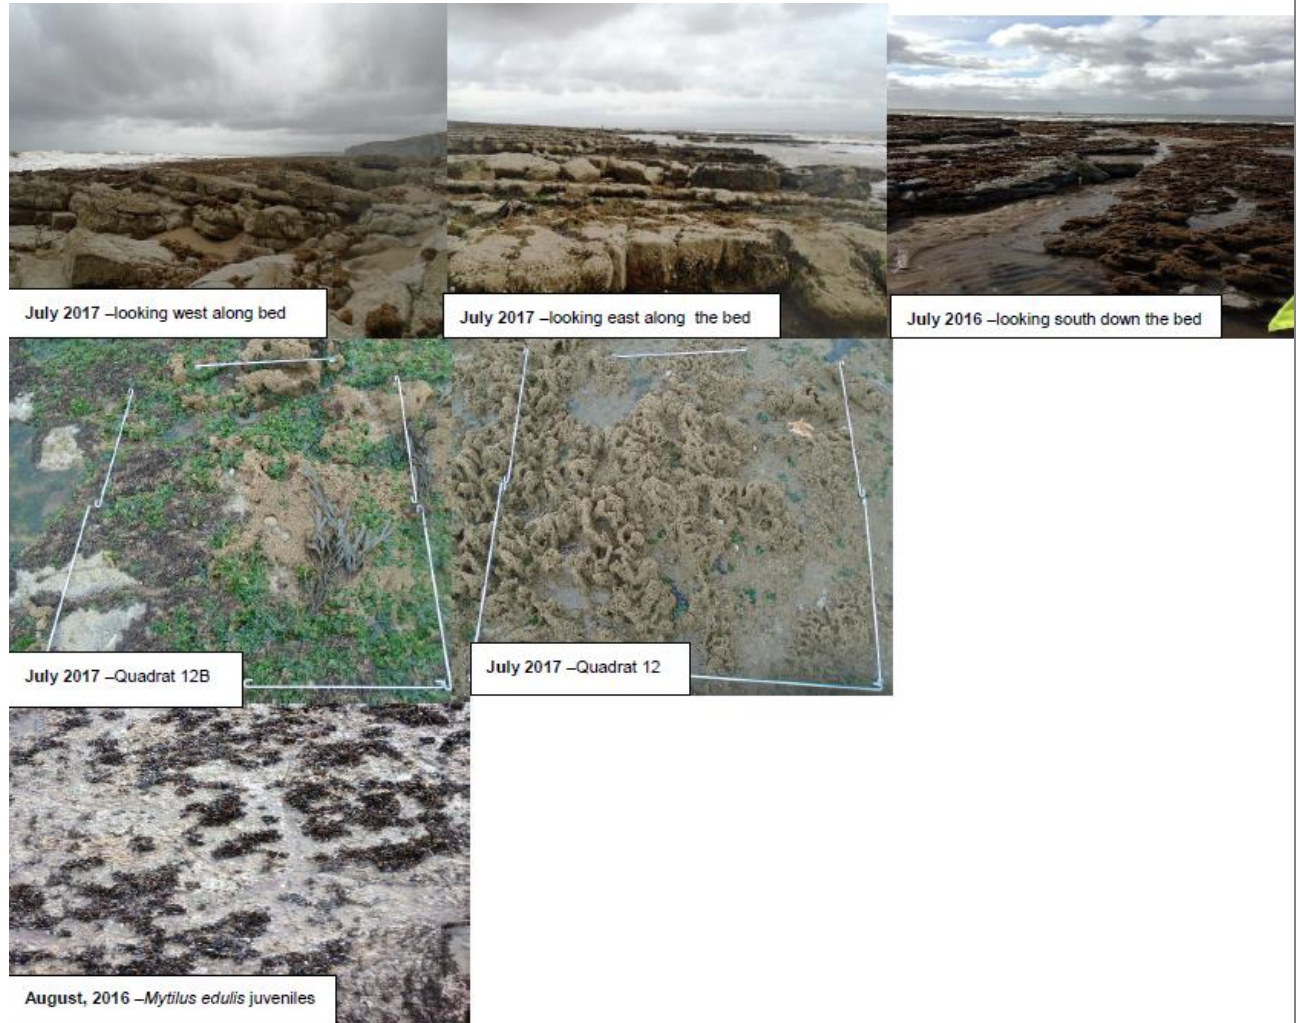 July 2017 –looking west along bed
July 2017 –looking east along  the bed
July 2016 –looking south down the bed
July 2017 –Quadrat 12B
July 2017 –Quadrat 12
August, 2016 –Mytilus edulis juveniles